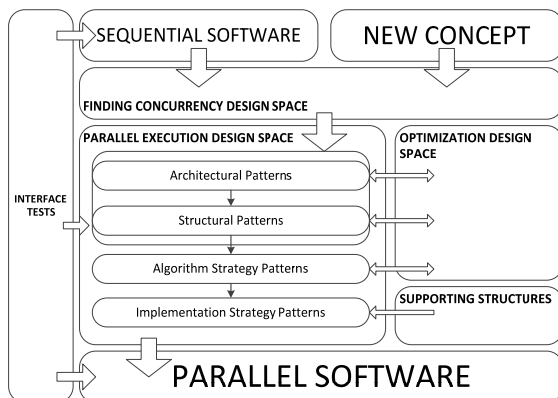 SEQUENTIAL SOFTWARE
NEW CONCEPT
FINDING CONCURRENCY DESIGN SPACE
PARALLEL EXECUTION DESIGN SPACE
OPTIMIZATION DESIGN
SPACE
Architectural Patterns
INTERFACE
TESTS
Structural Patterns
Algorithm Strategy Patterns
SUPPORTING STRUCTURES
Implementation Strategy Patterns
PARALLEL SOFTWARE